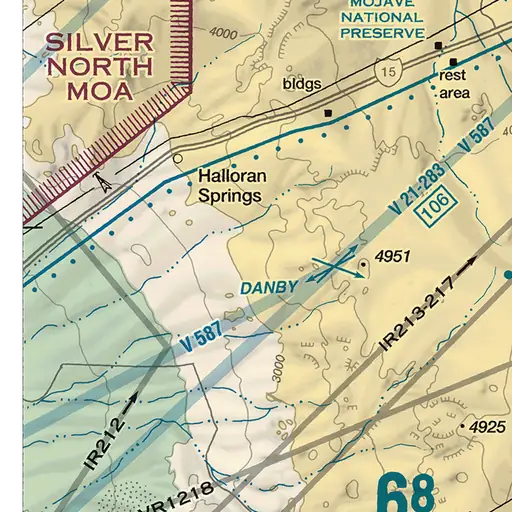 MOJAVE
NATIONAL
PRESERVE
SILVER
NORTH
MOA
4000
4000
15
bldgs
rest
area
V 587
Halloran
Springs
V 21-283
106
4951
DANBY
IR213-217
V 587
3000
IR212
4925
VR1218
68